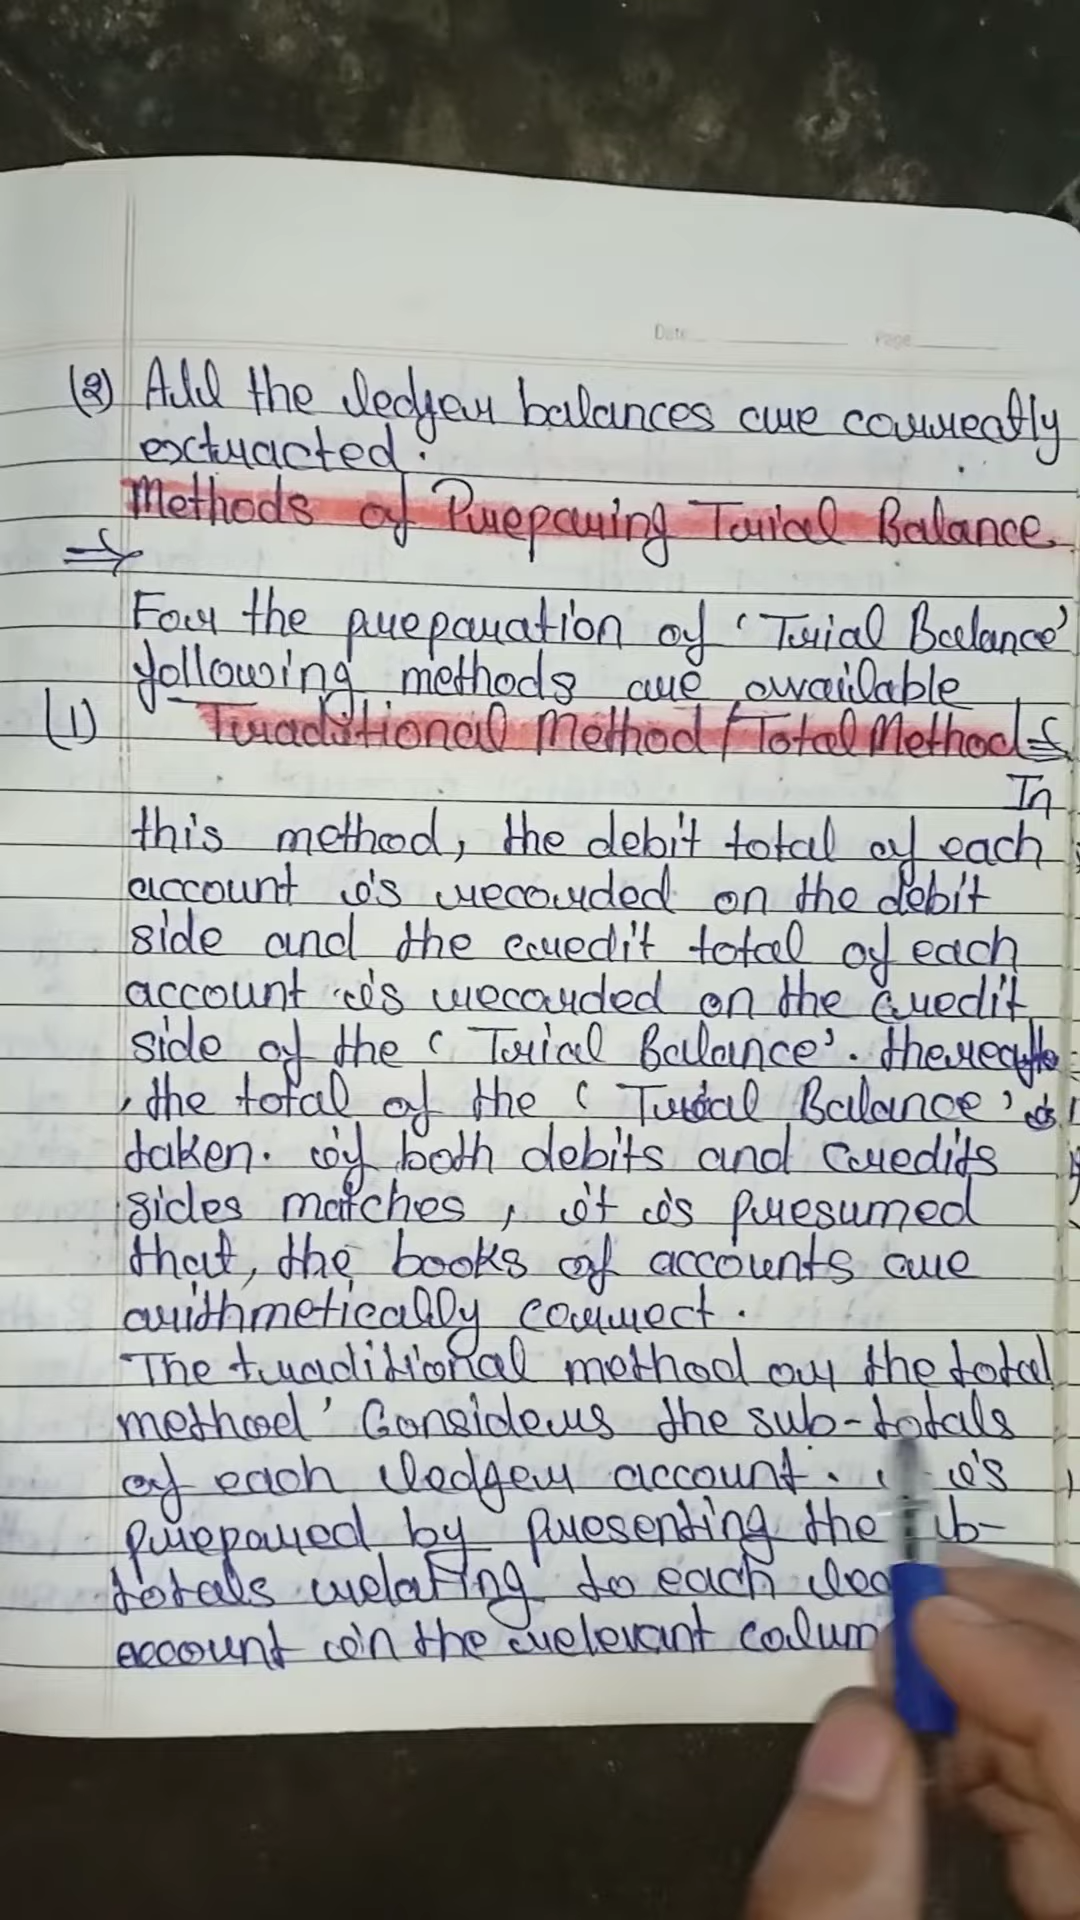 Date
Page
(2) All the ledger balances are correctly
extracted.
Methods of Preparing Trial Balance
⇒
For the preparation of 'Trial Balance'
following methods are available
(1) Traditional Method/Total Method ⇒
In
this method, the debit total of each
account is recorded on the debit
side and the credit total of each
account is recorded on the credit
side of the 'Trial Balance'. thereafte
, the total of the 'Trial Balance' is
taken. if both debits and credits
sides matches, it is presumed
that, the books of accounts are
arithmetically correct.
The traditional method or the total
method' Considers the sub-totals
of each ledger account. is
prepared by presenting the
totals relating to each
account in the relevant colum